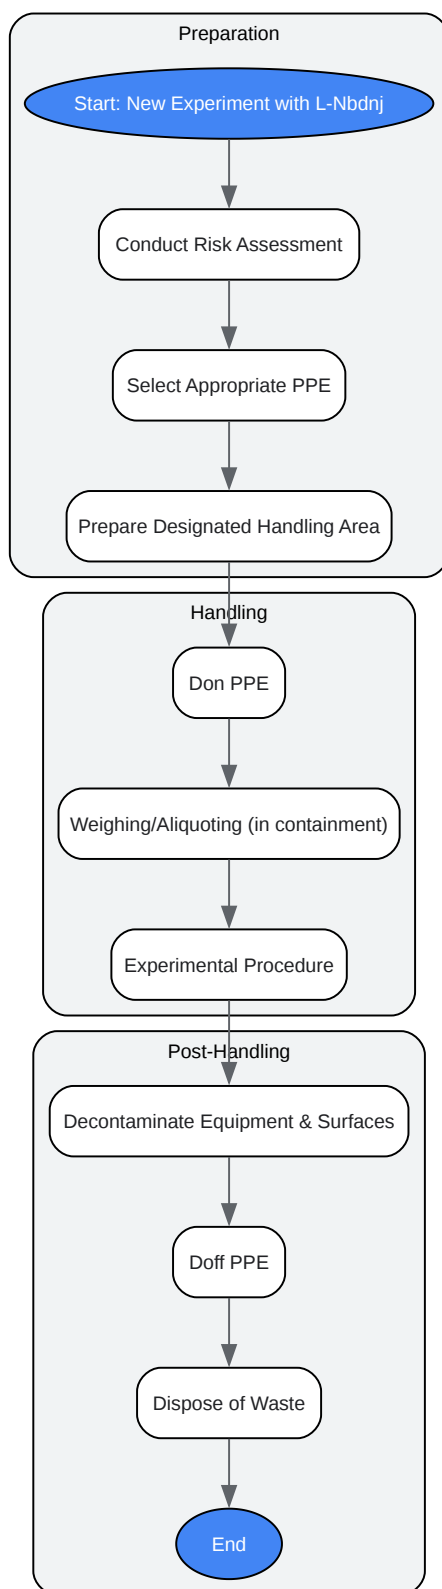 Preparation
Start: New Experiment with L-Nbdnj
Conduct Risk Assessment
Select Appropriate PPE
Prepare Designated Handling Area
Handling
Don PPE
Weighing/Aliquoting (in containment)
Experimental Procedure
Post-Handling
Decontaminate Equipment & Surfaces
Doff PPE
Dispose of Waste
End